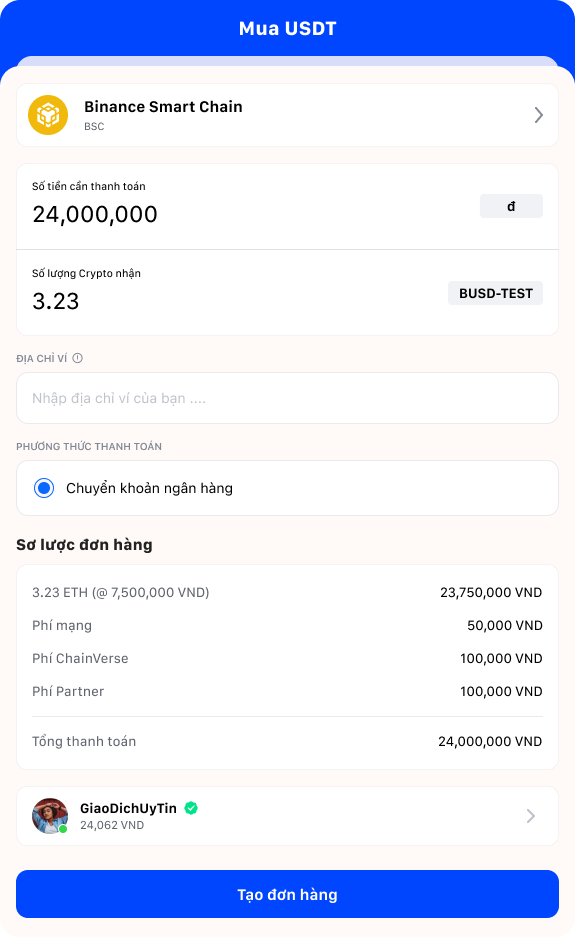 Mua USDT
Binance Smart Chain
BSC
Số tiền cần thanh toán
24,000,000
đ
Số lượng Crypto nhận
3.23
BUSD-TEST
ĐỊA CHỈ VÍ
Nhập địa chỉ ví của bạn ....
PHƯƠNG THỨC THANH TOÁN
Chuyển khoản ngân hàng
Sơ lược đơn hàng
3.23 ETH (@ 7,500,000 VND) 23,750,000 VND
Phí mạng 50,000 VND
Phí ChainVerse 100,000 VND
Phí Partner 100,000 VND
Tổng thanh toán 24,000,000 VND
GiaoDichUyTin
24,062 VND
Tạo đơn hàng